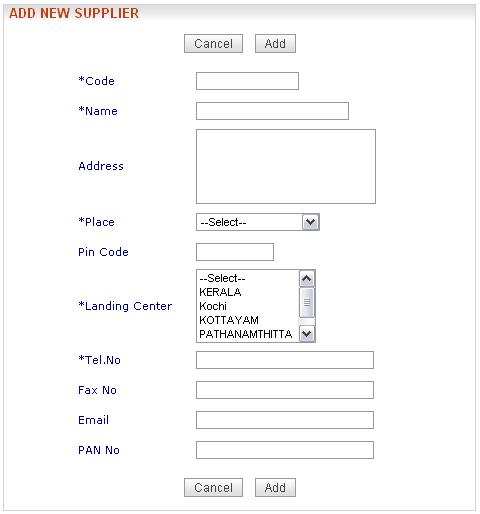 ADD NEW SUPPLIER
Cancel Add
*Code
*Name
Address
*Place --Select--
Pin Code
*Landing Center
--Select--
KERALA
Kochi
KOTTAYAM
PATHANAMTHITTA
*Tel.No
Fax No
Email
PAN No
Cancel Add